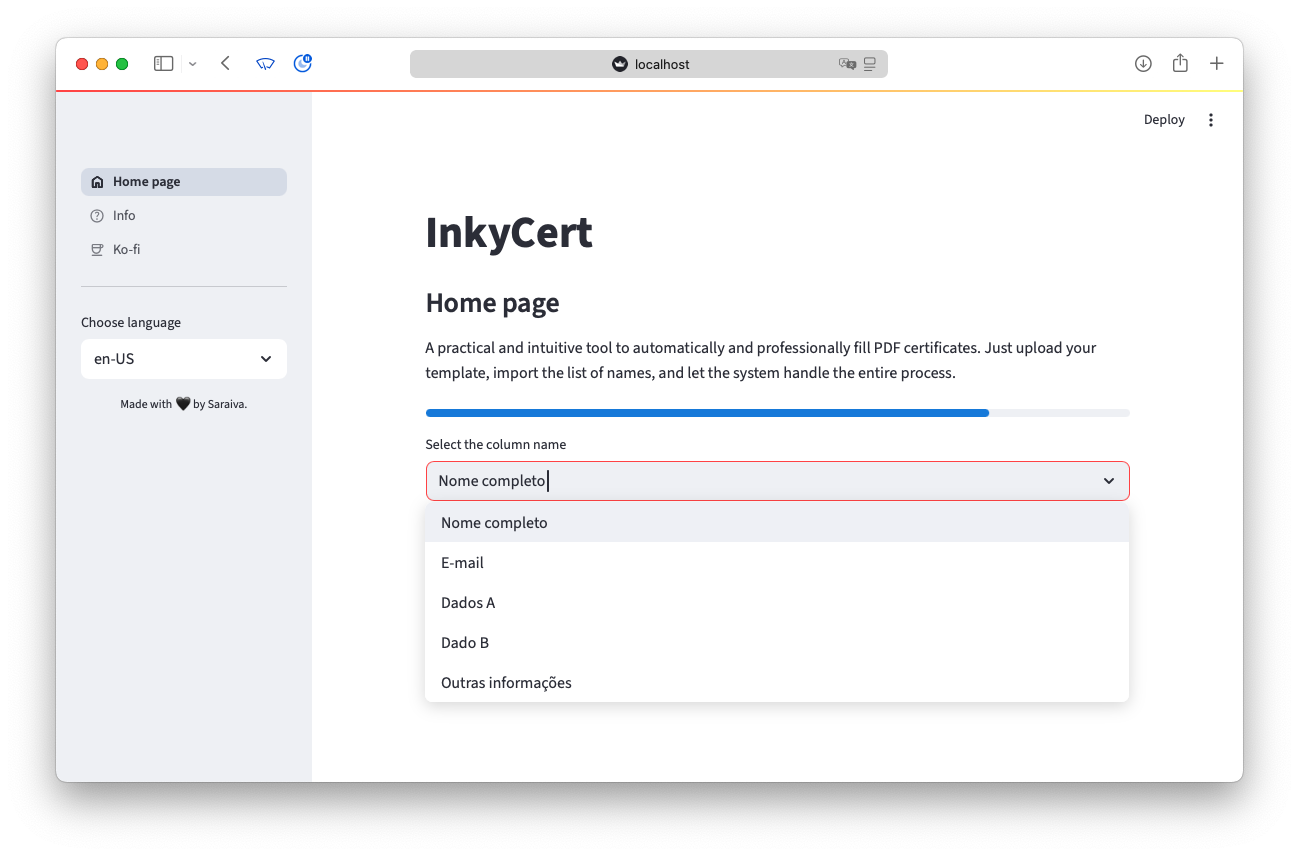 localhost
Deploy
Home page
Info
Ko-fi
Choose language
en-US
Made with 🖤 by Saraiva.
InkyCert
Home page
A practical and intuitive tool to automatically and professionally fill PDF certificates. Just upload your
template, import the list of names, and let the system handle the entire process.
Select the column name
Nome completo
Nome completo
E-mail
Dados A
Dado B
Outras informações